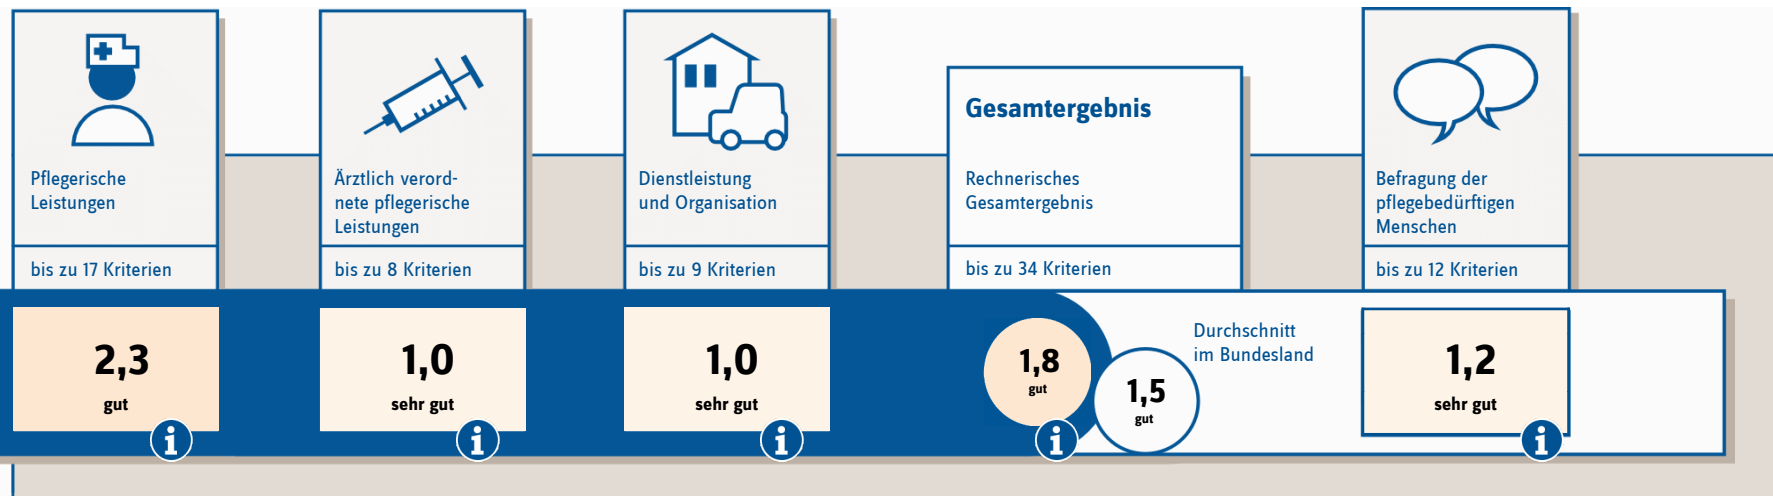 Pflegerische
Leistungen
bis zu 17 Kriterien
2,3
gut
i
Ärztlich verord-
nete pflegerische
Leistungen
bis zu 8 Kriterien
1,0
sehr gut
i
Dienstleistung
und Organisation
bis zu 9 Kriterien
1,0
sehr gut
i
Gesamtergebnis
Rechnerisches
Gesamtergebnis
bis zu 34 Kriterien
1,8
gut
i
1,5
gut
Durchschnitt
im Bundesland
Befragung der
pflegebedürftigen
Menschen
bis zu 12 Kriterien
1,2
sehr gut
i